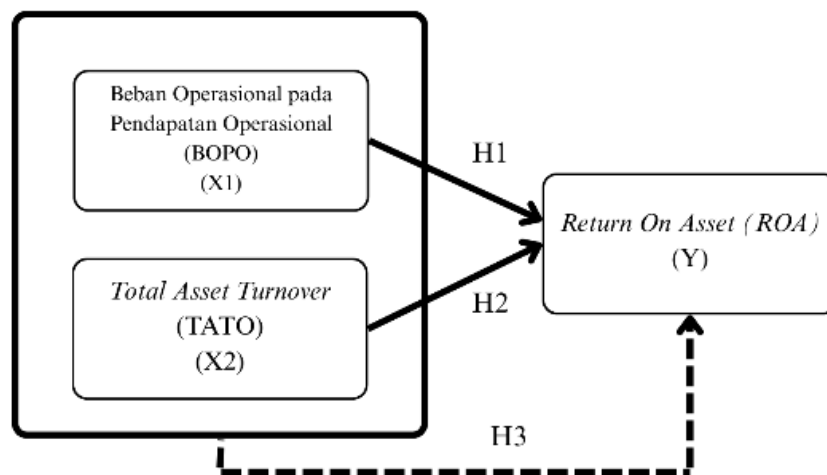 Beban Operasional pada
Pendapatan Operasional
(BOPO)
(X1)
H1
Return On Asset (ROA)
(Y)
Total Asset Turnover
(TATO)
(X2)
H2
H3